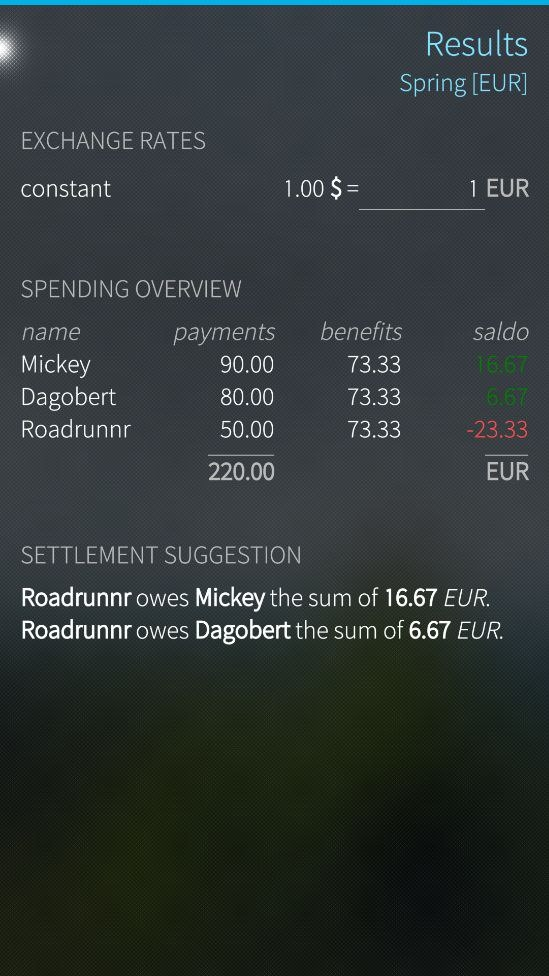 Results
Spring [EUR]
EXCHANGE RATES
constant 1.00 $ = 1 EUR
SPENDING OVERVIEW
name payments benefits saldo
Mickey 90.00 73.33 16.67
Dagobert 80.00 73.33 6.67
Roadrunnr 50.00 73.33 -23.33
220.00 EUR
SETTLEMENT SUGGESTION
Roadrunnr owes Mickey the sum of 16.67 EUR.
Roadrunnr owes Dagobert the sum of 6.67 EUR.